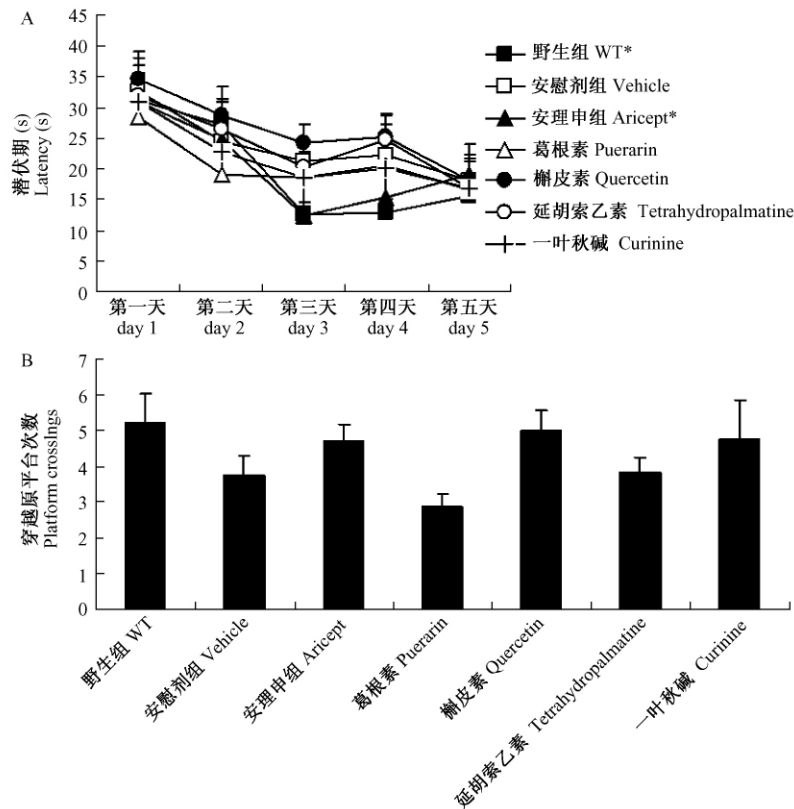 A
45
40
35
30
25
20
15
10
5
0
潜伏期 (s)
Latency (s)
第一天 第二天 第三天 第四天 第五天
day 1 day 2 day 3 day 4 day 5
野生组 WT*
安慰剂组 Vehicle
安理申组 Aricept*
葛根素 Puerarin
槲皮素 Quercetin
延胡索乙素 Tetrahydropalmatine
一叶秋碱 Curinine
B
7
6
5
4
3
2
1
0
穿越原平台次数
Platform crosslngs
野生组 WT
安慰剂组 Vehicle
安理申组 Aricept
葛根素 Puerarin
槲皮素 Quercetin
延胡索乙素 Tetrahydropalmatine
一叶秋碱 Curinine